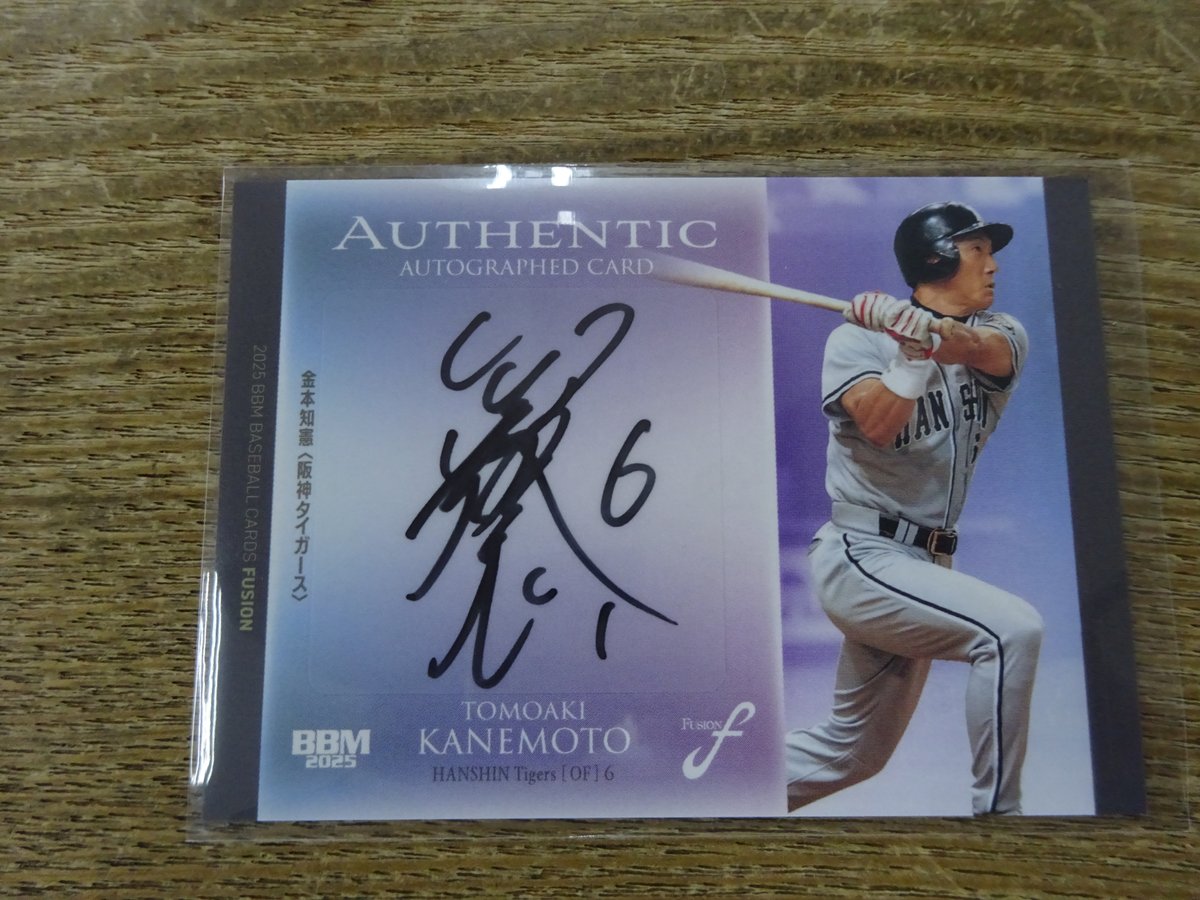 AUTHENTIC
AUTOGRAPHED CARD
2025 BBM BASEBALL CARDS FUSION
金本知憲〈阪神タイガース〉
6
HANSHIN
BBM
2025
TOMOAKI
KANEMOTO
HANSHIN Tigers [OF] 6
FUSION
f